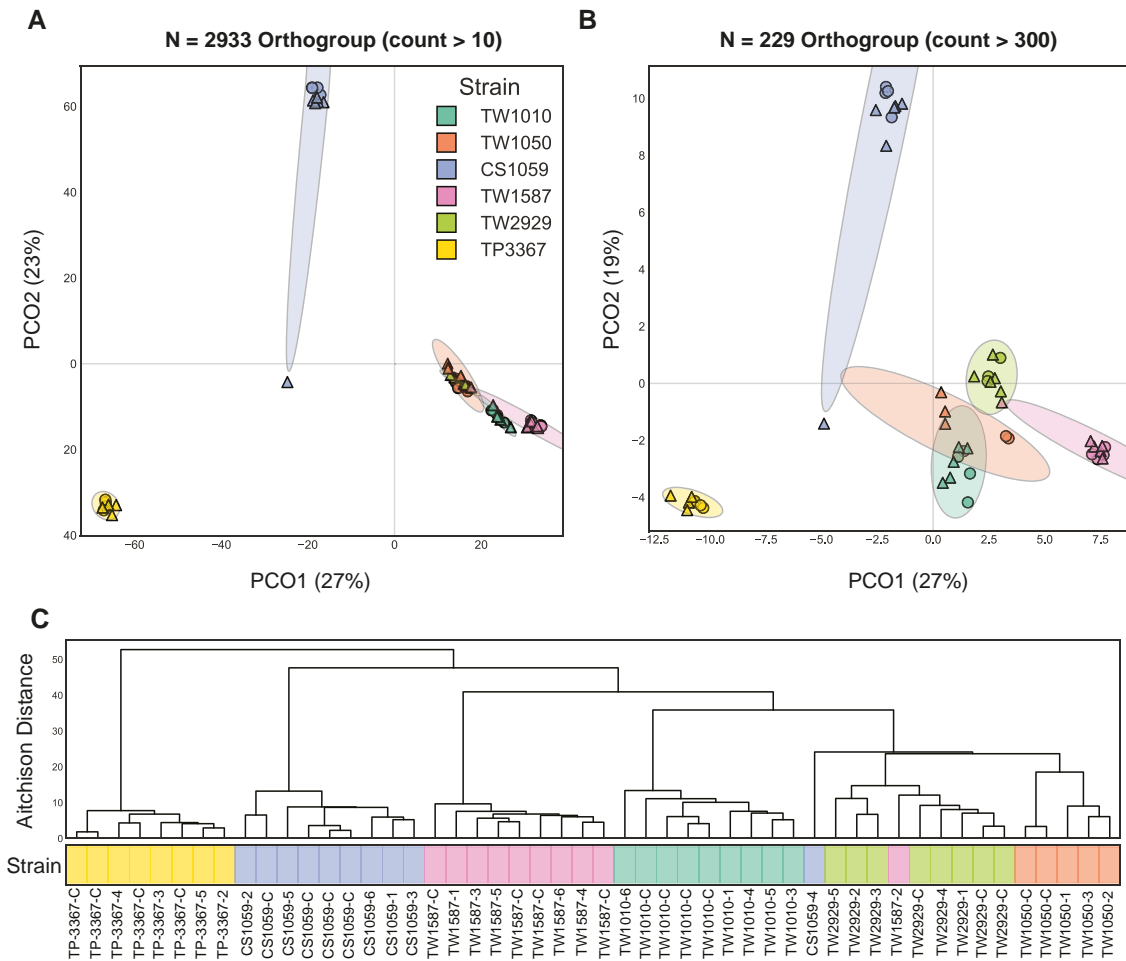 A
N = 2933 Orthogroup (count > 10)
60
40
20
0
20
40
PCO2 (23%)
−60
−40
−20
0
20
PCO1 (27%)
Strain
TW1010
TW1050
CS1059
TW1587
TW2929
TP3367
B
N = 229 Orthogroup (count > 300)
10
8
6
4
2
0
−2
−4
PCO2 (19%)
−12.5
−10.0
−7.5
−5.0
−2.5
0.0
2.5
5.0
7.5
PCO1 (27%)
C
Aitchison Distance
50
40
30
20
10
0
Strain
TP-3367-C
TP-3367-C
TP-3367-4
TP-3367-C
TP-3367-3
TP-3367-C
TP-3367-5
TP-3367-2
CS1059-2
CS1059-C
CS1059-5
CS1059-C
CS1059-C
CS1059-C
CS1059-6
CS1059-1
CS1059-3
TW1587-C
TW1587-1
TW1587-3
TW1587-5
TW1587-C
TW1587-C
TW1587-6
TW1587-4
TW1587-C
TW1010-6
TW1010-C
TW1010-C
TW1010-C
TW1010-C
TW1010-1
TW1010-4
TW1010-5
TW1010-3
CS1059-4
TW2929-5
TW2929-2
TW2929-3
TW1587-2
TW2929-C
TW2929-4
TW2929-1
TW2929-C
TW2929-C
TW1050-C
TW1050-C
TW1050-1
TW1050-3
TW1050-2